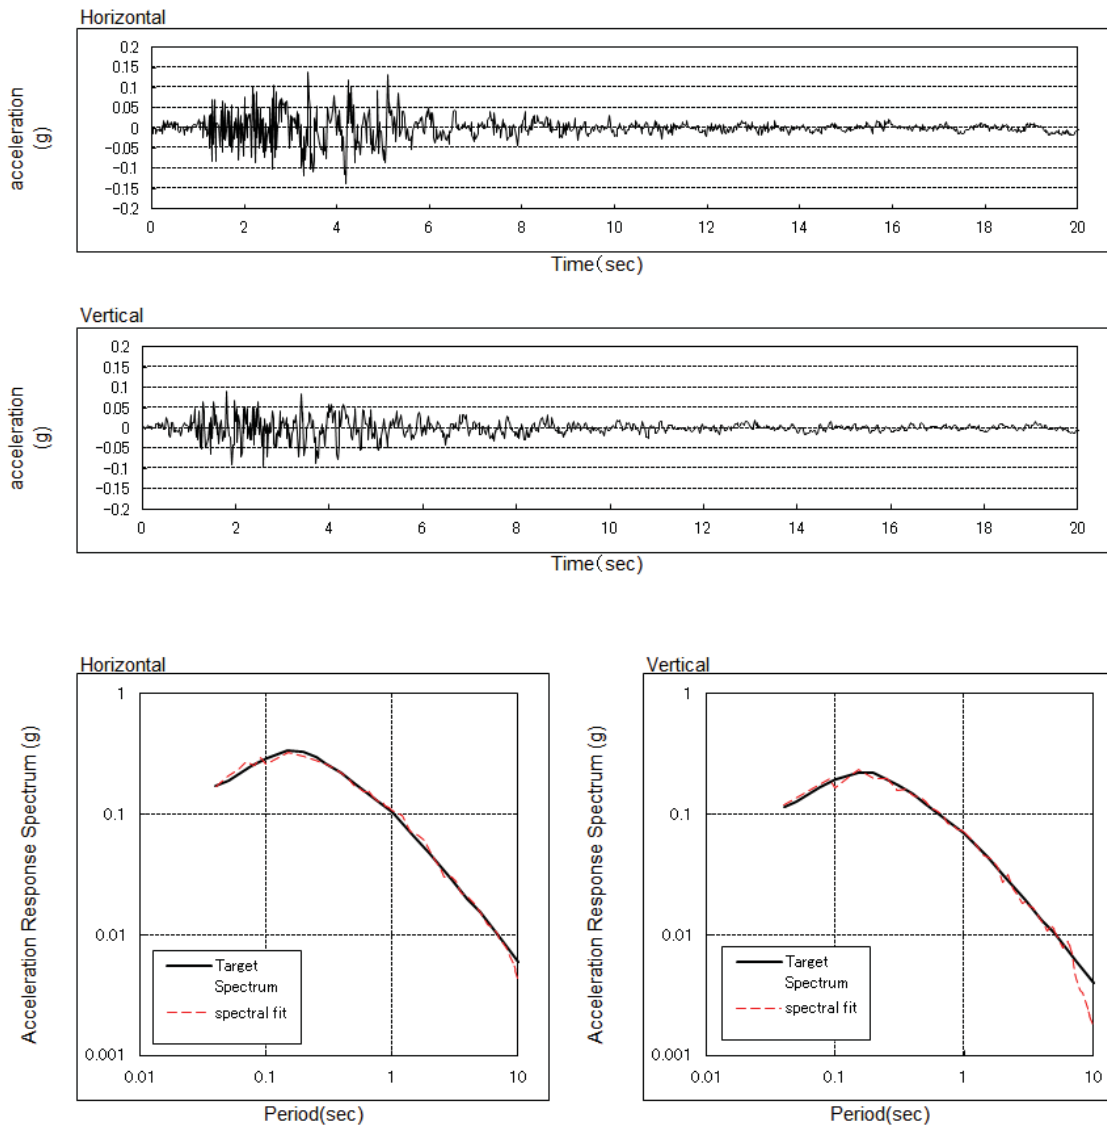 Horizontal
acceleration
(g)
0.2
0.15
0.1
0.05
0
-0.05
-0.1
-0.15
-0.2
0 2 4 6 8 10 12 14 16 18 20
Time(sec)
Vertical
acceleration
(g)
0.2
0.15
0.1
0.05
0
-0.05
-0.1
-0.15
-0.2
0 2 4 6 8 10 12 14 16 18 20
Time(sec)
Horizontal
Acceleration Response Spectrum (g)
1
0.1
0.01
0.001
Target
Spectrum
spectral fit
0.01 0.1 1 10
Period(sec)
Vertical
Acceleration Response Spectrum (g)
1
0.1
0.01
0.001
Target
Spectrum
spectral fit
0.01 0.1 1 10
Period(sec)